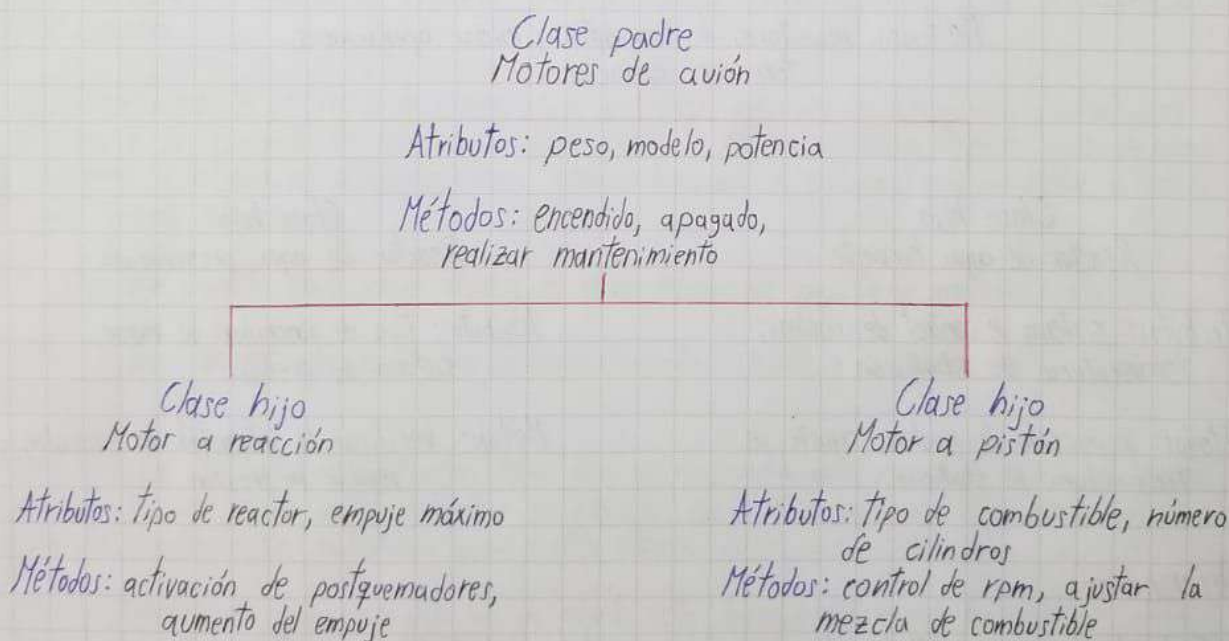 Clase padre
Motores de avión
Atributos: peso, modelo, potencia
Métodos: encendido, apagado,
realizar mantenimiento
Clase hijo
Motor a reacción
Atributos: tipo de reactor, empuje máximo
Métodos: activación de postquemadores,
aumento del empuje
Clase hijo
Motor a pistón
Atributos: tipo de combustible, número
de cilindros
Métodos: control de rpm, ajustar la
mezcla de combustible